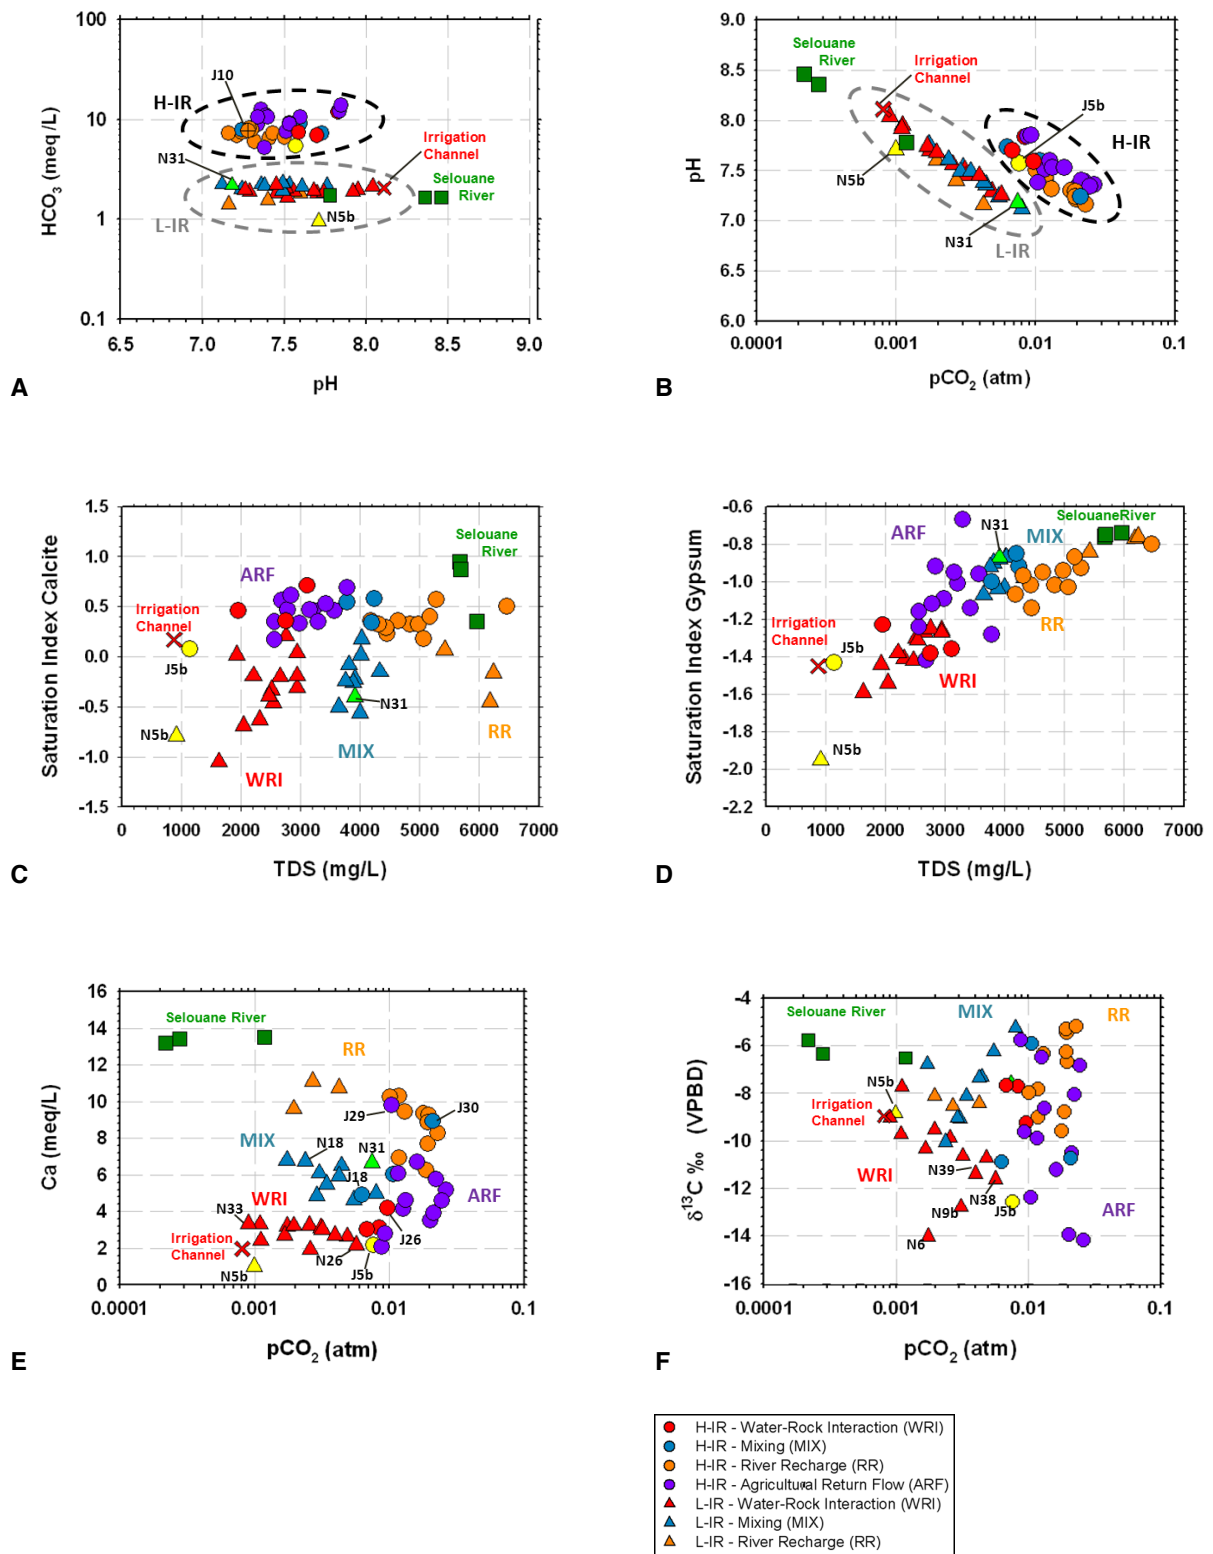 100
10
1
0.1
HCO3 (meq /L)
J10
H-IR
N31
Irrigation
Channel
Selouane
River
N5b
L-IR
6.5 7.0 7.5 8.0 8.5 9.0
pH
A
9.0
8.5
8.0
7.5
7.0
6.5
6.0
pH
Selouane
River
Irrigation
Channel
J5b
H-IR
N5b
N31
L-IR
0.0001 0.001 0.01 0.1
pCO2 (atm)
B
1.5
1.0
0.5
0.0
-0.5
-1.0
-1.5
Saturation Index Calcite
Selouane
River
ARF
Irrigation
Channel
J5b
N31
N5b
MIX
RR
WRI
0 1000 2000 3000 4000 5000 6000 7000
TDS (mg/L)
C
-0.6
-0.8
-1.0
-1.2
-1.4
-1.6
-1.8
-2.0
-2.2
Saturation Index Gypsum
SelouaneRiver
N31
ARF
MIX
Irrigation
Channel
RR
J5b
WRI
N5b
0 1000 2000 3000 4000 5000 6000 7000
TDS (mg/L)
D
16
14
12
10
8
6
4
2
0
Ca (meq/L)
Selouane River
RR
J29
J30
MIX
N18
N31
J18
WRI
ARF
N33
Irrigation
Channel
J26
N26
J5b
N5b
0.0001 0.001 0.01 0.1
pCO2 (atm)
E
-4
-6
-8
-10
-12
-14
-16
δ13C ‰ (VPBD)
Selouane River
MIX
RR
N5b
Irrigation
Channel
WRI
N39
N38
J5b
N9b
ARF
N6
0.0001 0.001 0.01 0.1
pCO2 (atm)
F
H-IR - Water-Rock Interaction (WRI)
H-IR - Mixing (MIX)
H-IR - River Recharge (RR)
H-IR - Agricultural Return Flow (ARF)
L-IR - Water-Rock Interaction (WRI)
L-IR - Mixing (MIX)
L-IR - River Recharge (RR)